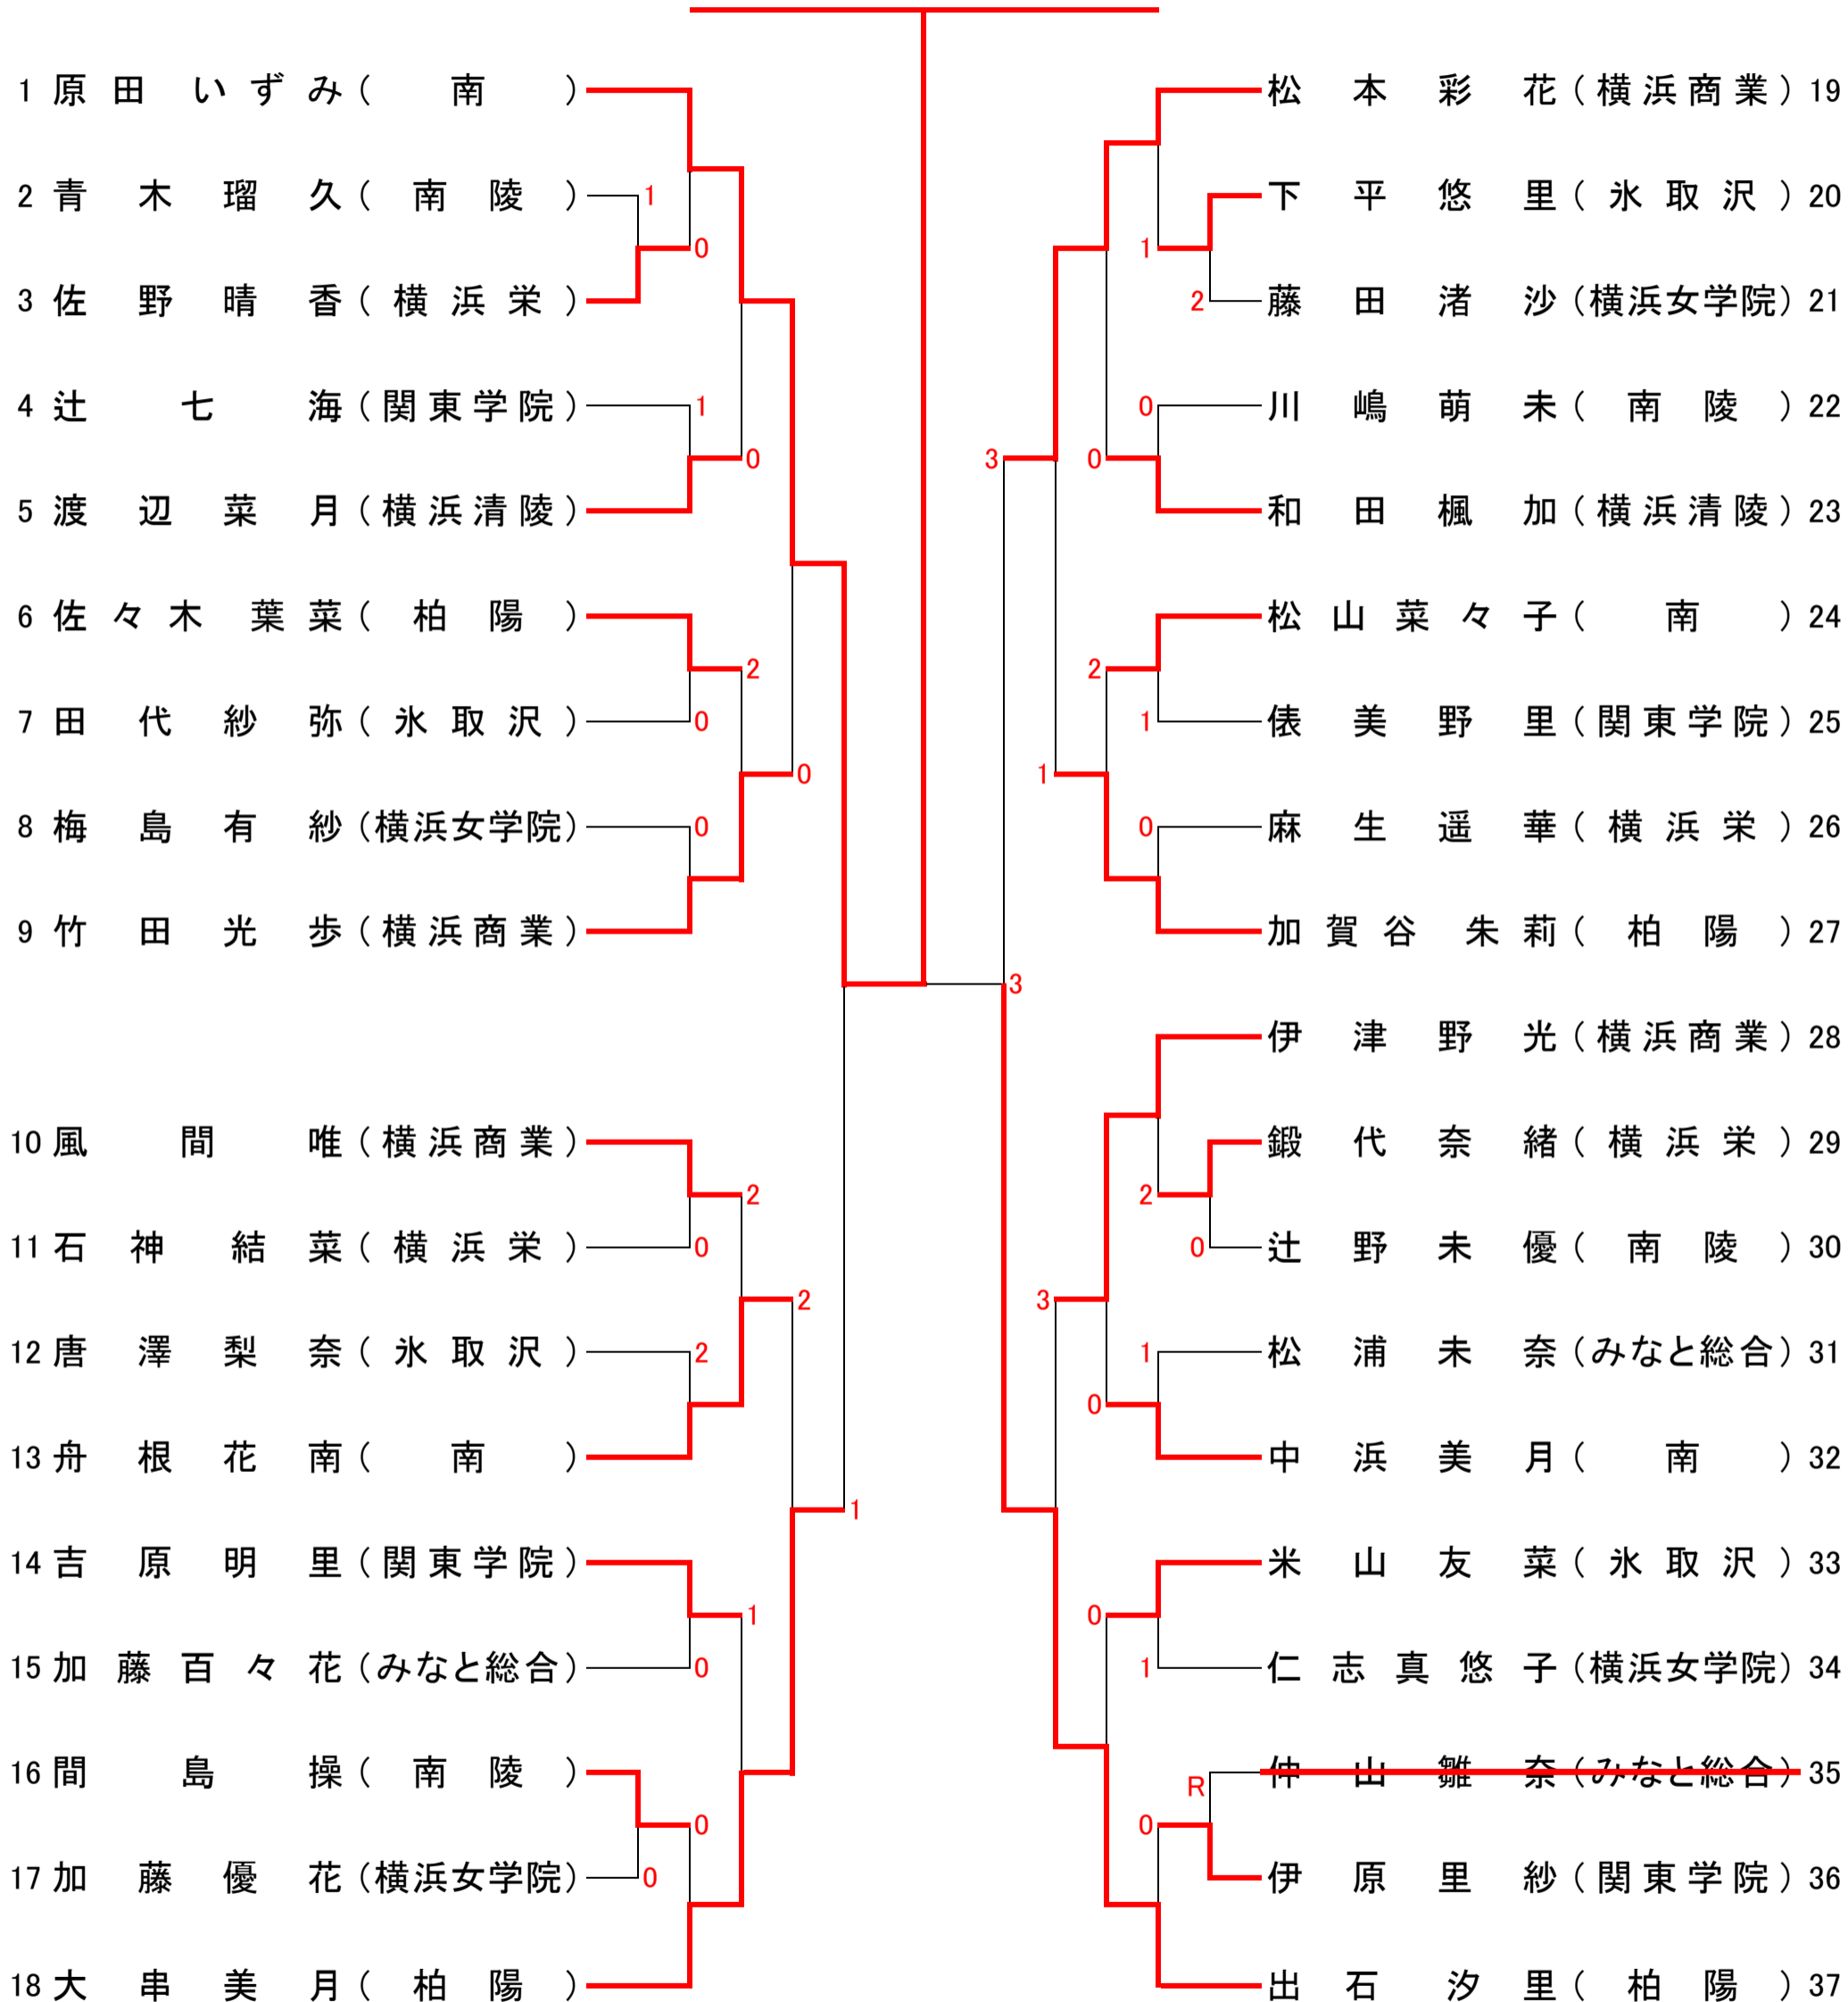 1 原田いずみ(南)
2 青木瑠久(南陵)
1
0
3 佐野晴香(横浜栄)
4 辻七海(関東学院)
1
0
5 渡辺菜月(横浜清陵)
6 佐々木葉菜(柏陽)
2
7 田代紗弥(氷取沢)
0
0
8 梅島有紗(横浜女学院)
0
9 竹田光歩(横浜商業)
10 風間唯(横浜商業)
2
11 石神結菜(横浜栄)
0
2
12 唐澤梨奈(氷取沢)
2
13 舟根花南(南)
1
14 吉原明里(関東学院)
1
15 加藤百々花(みなと総合)
0
16 間島操(南陵)
0
17 加藤優花(横浜女学院)
0
18 大串美月(柏陽)
松本彩花(横浜商業) 19
下平悠里(氷取沢) 20
1
2
藤田渚沙(横浜女学院) 21
0
川嶋萌未(南陵) 22
3
0
和田楓加(横浜清陵) 23
松山菜々子(南) 24
2
1
俵美野里(関東学院) 25
1
0
麻生遥華(横浜栄) 26
加賀谷朱莉(柏陽) 27
3
伊津野光(横浜商業) 28
鍛代奈緒(横浜栄) 29
2
0
辻野未優(南陵) 30
3
1
松浦未奈(みなと総合) 31
0
中浜美月(南) 32
米山友菜(氷取沢) 33
0
1
仁志真悠子(横浜女学院) 34
仲山雛奈(みなと総合) 35
R
0
伊原里紗(関東学院) 36
出石汐里(柏陽) 37